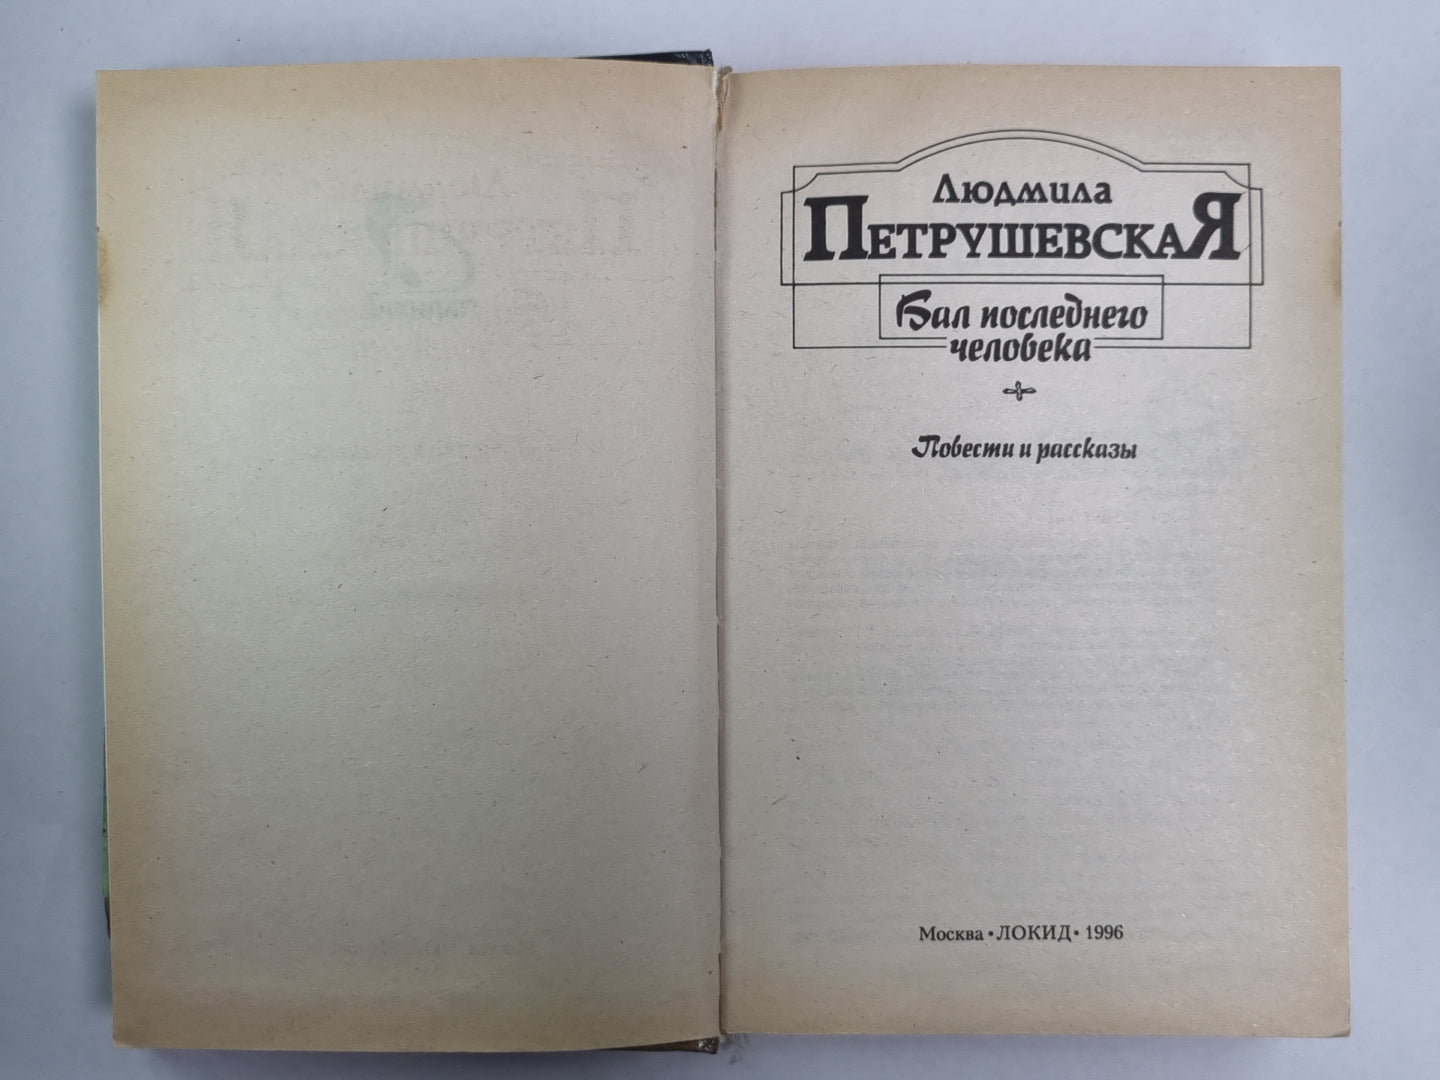 Людмила
ПЕТРУШЕВСКАЯ
Бал последнего
человека
Повести и рассказы
Москва • ЛОКИД • 1996